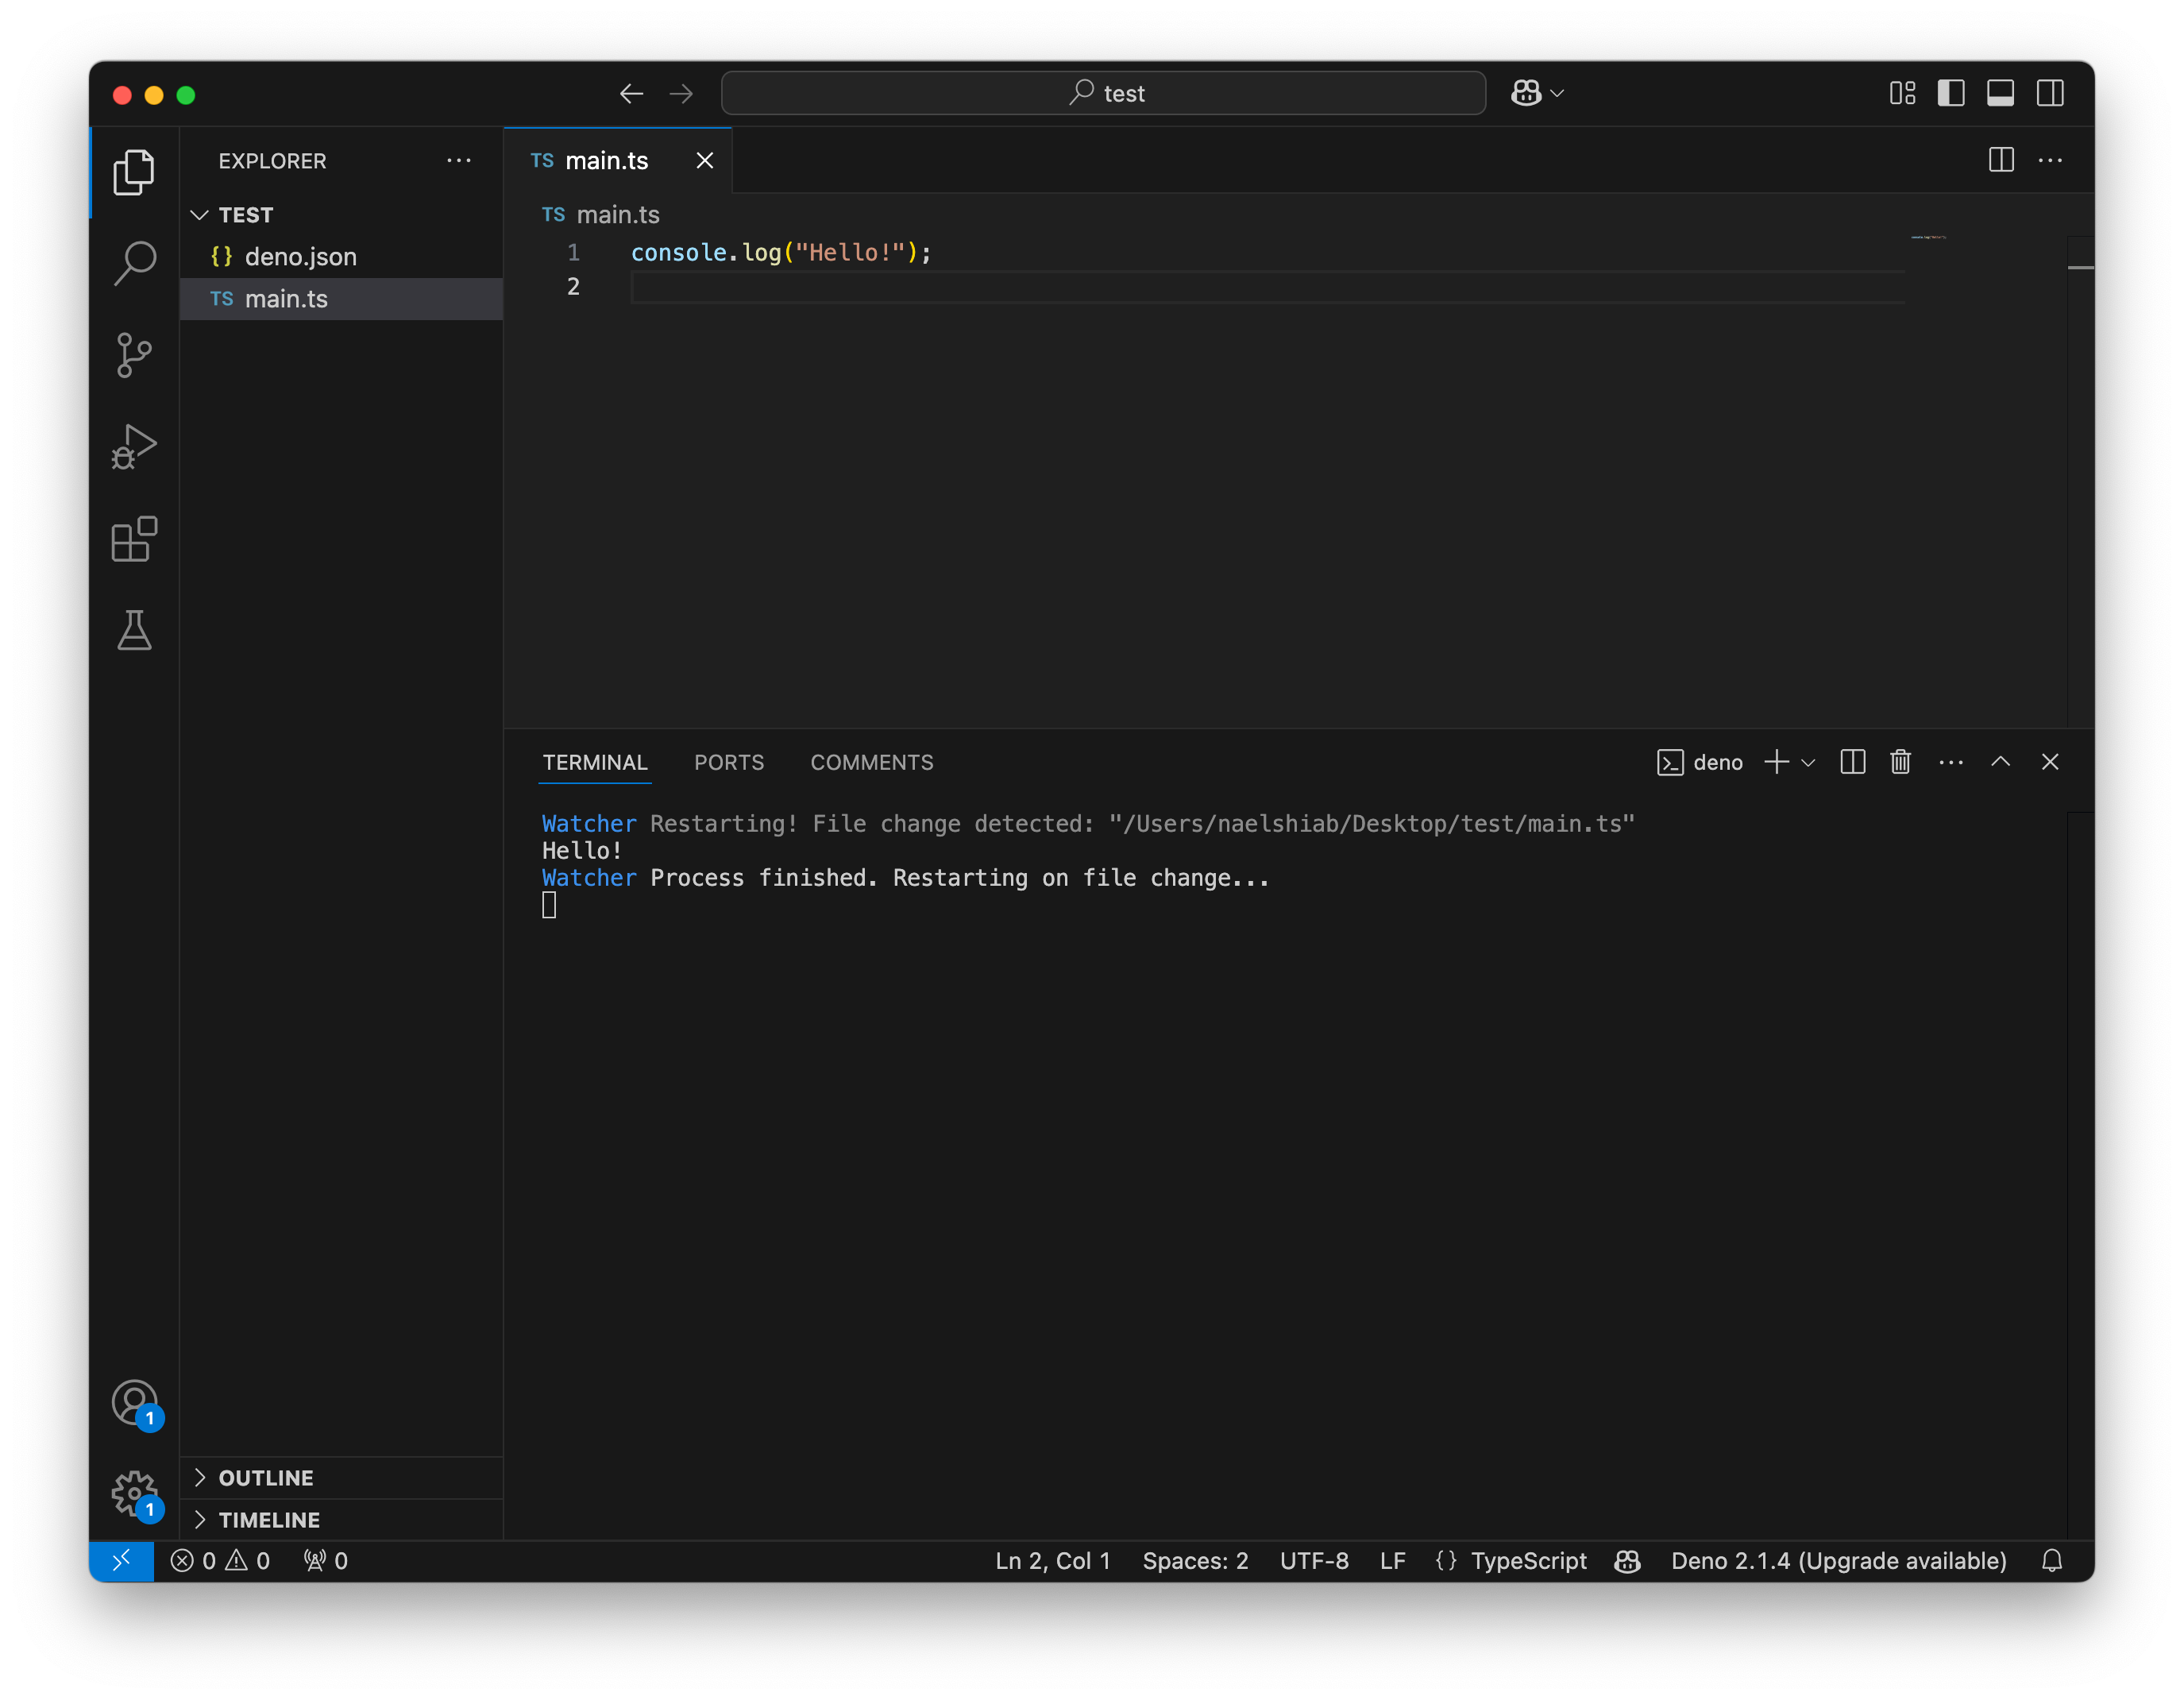 test
EXPLORER
TEST
{} deno.json
TS main.ts
OUTLINE
TIMELINE
TS main.ts
TS main.ts
1 console.log("Hello!");
2
TERMINAL PORTS COMMENTS deno
Watcher Restarting! File change detected: "/Users/naelshiab/Desktop/test/main.ts"
Hello!
Watcher Process finished. Restarting on file change...
1
1
0 0 0 Ln 2, Col 1 Spaces: 2 UTF-8 LF {} TypeScript Deno 2.1.4 (Upgrade available)